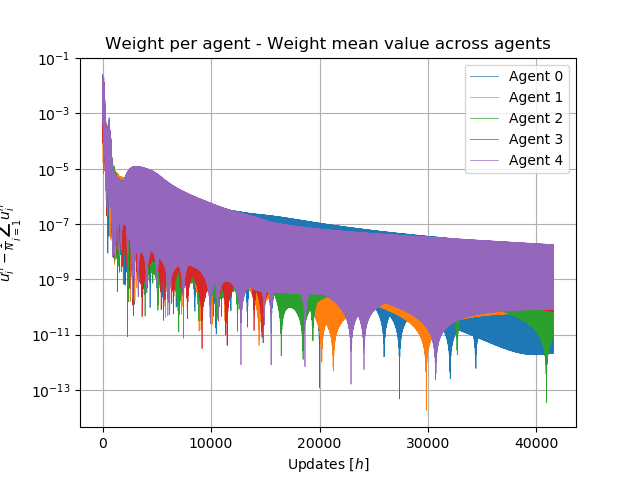 Weight per agent - Weight mean value across agents
10⁻¹
10⁻³
10⁻⁵
10⁻⁷
10⁻⁹
10⁻¹¹
10⁻¹³
Agent 0
Agent 1
Agent 2
Agent 3
Agent 4
0
10000
20000
30000
40000
Updates [h]